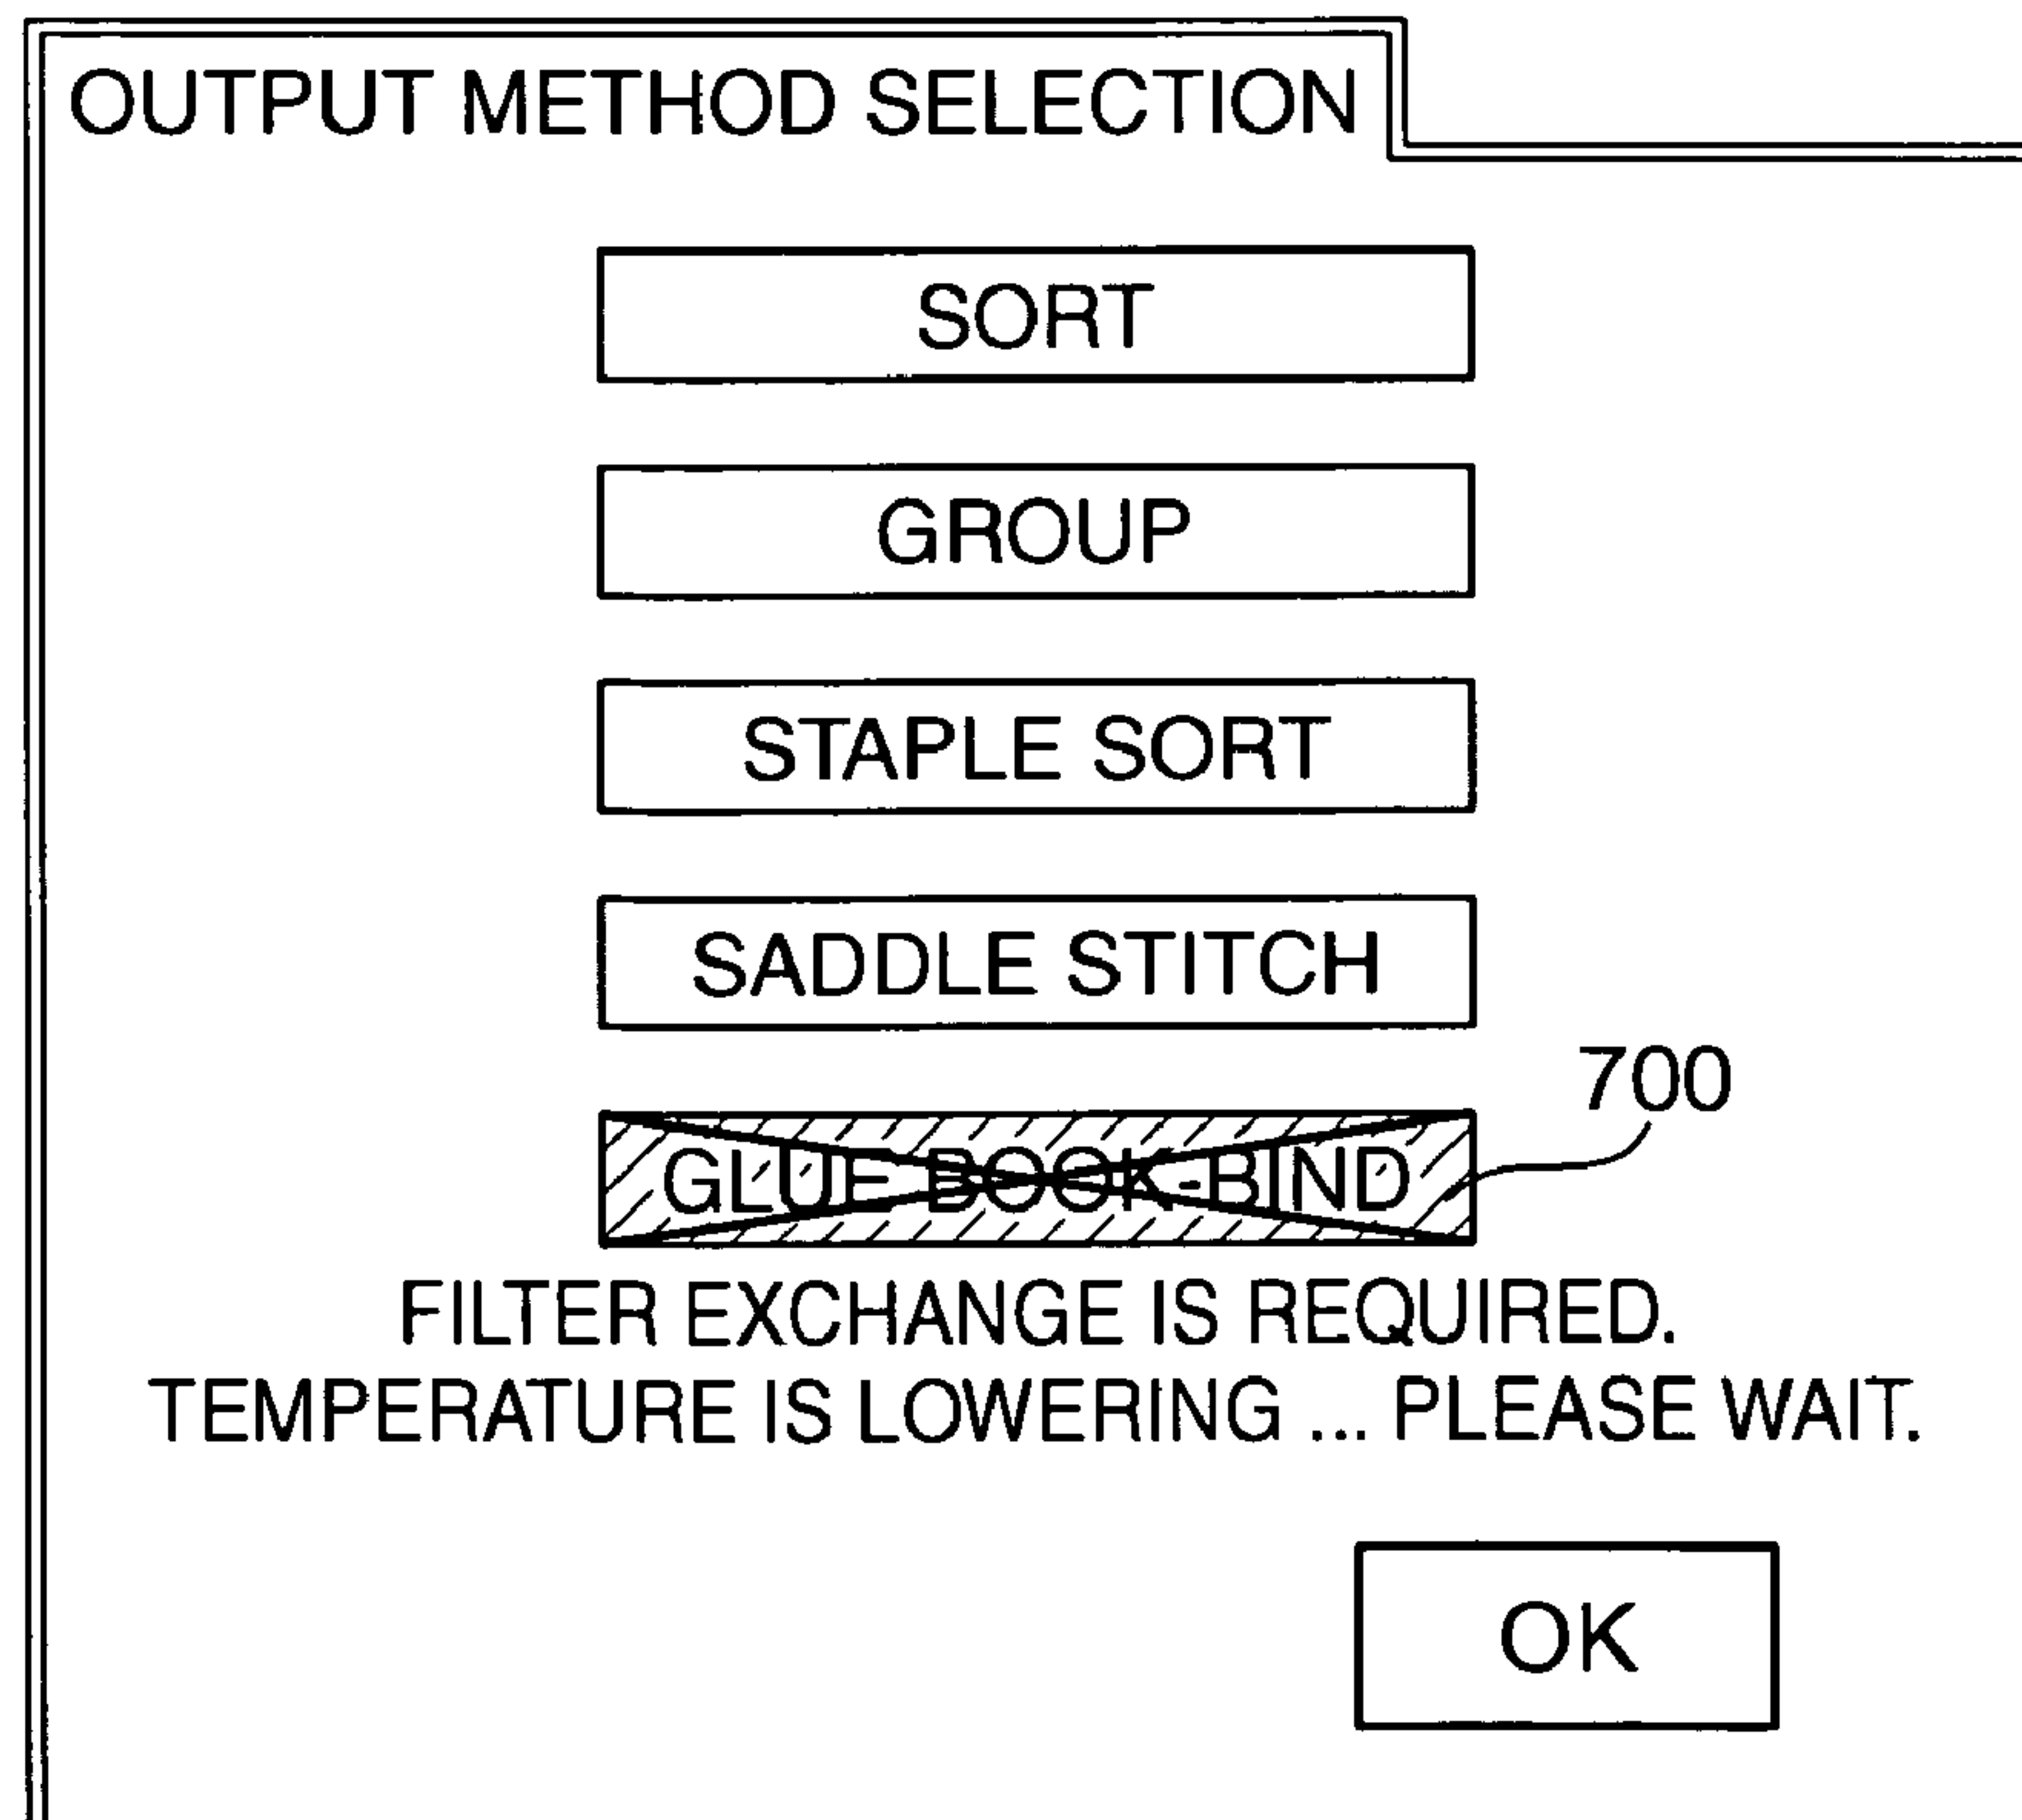 OUTPUT METHOD SELECTION
SORT
GROUP
STAPLE SORT
SADDLE STITCH
700
GLUE BOOK-BIND
FILTER EXCHANGE IS REQUIRED.
TEMPERATURE IS LOWERING ... PLEASE WAIT.
OK